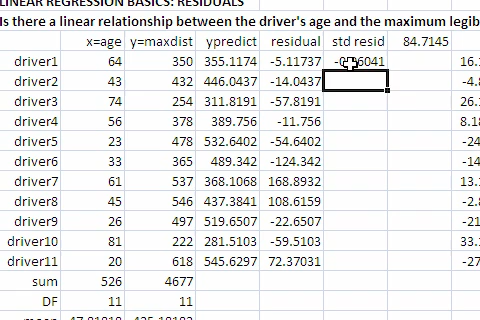 LINEAR REGRESSION BASICS: RESIDUALS
Is there a linear relationship between the driver's age and the maximum legib
x=age y=maxdist ypredict residual std resid 84.7145
driver1 64 350 355.1174 -5.11737 16.
driver2 43 432 446.0437 -14.0437 -4.8
driver3 74 254 311.8191 -57.8191 26.1
driver4 56 378 389.756 -11.756 8.18
driver5 23 478 532.6402 -54.6402 -24
driver6 33 365 489.342 -124.342 -14
driver7 61 537 368.1068 168.8932 13.1
driver8 45 546 437.3841 108.6159 -2.8
driver9 26 497 519.6507 -22.6507 -21
driver10 81 222 281.5103 -59.5103 33.1
driver11 20 618 545.6297 72.37031 -27
sum 526 4677
DF 11 11
mean 47.81818 425.18182